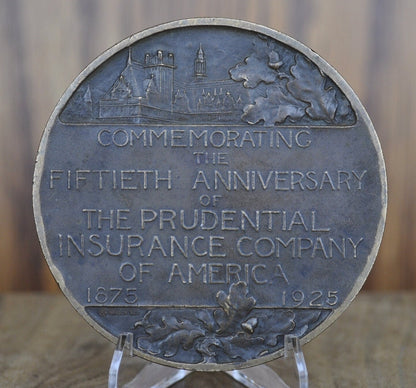 COMMEMORATING
THE
FIFTIETH ANNIVERSARY
OF
THE PRUDENTIAL
INSURANCE COMPANY
OF AMERICA
1875 1925